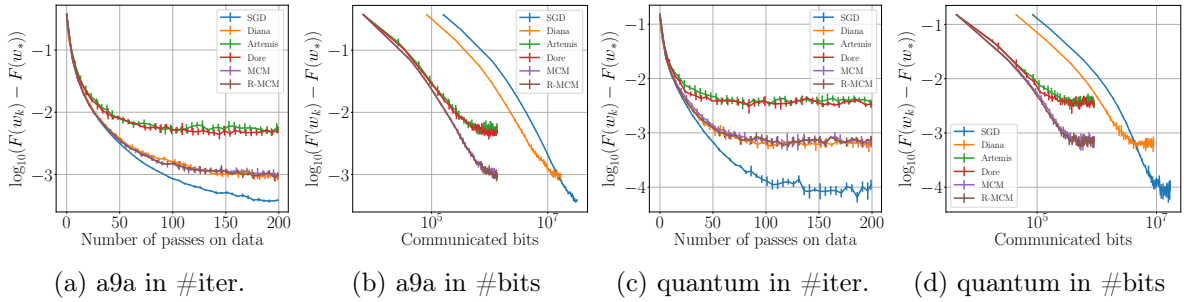 SGD
Diana
Artemis
Dore
MCM
R-MCM
−1
−2
−3
log10(F(wk) − F(w*))
0
50
100
150
200
Number of passes on data
(a) a9a in #iter.
SGD
Diana
Artemis
Dore
MCM
R-MCM
−1
−2
−3
log10(F(wk) − F(w*))
10^5
10^7
Communicated bits
(b) a9a in #bits
SGD
Diana
Artemis
Dore
MCM
R-MCM
−1
−2
−3
−4
log10(F(wk) − F(w*))
0
50
100
150
200
Number of passes on data
(c) quantum in #iter.
−1
−2
−3
−4
log10(F(wk) − F(w*))
SGD
Diana
Artemis
Dore
MCM
R-MCM
10^5
10^7
Communicated bits
(d) quantum in #bits